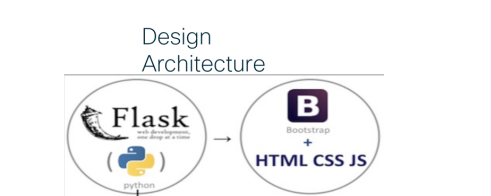 Design
Architecture
Flask
web development,
one drop at a time
( )
python
B
Bootstrap
+
HTML CSS JS